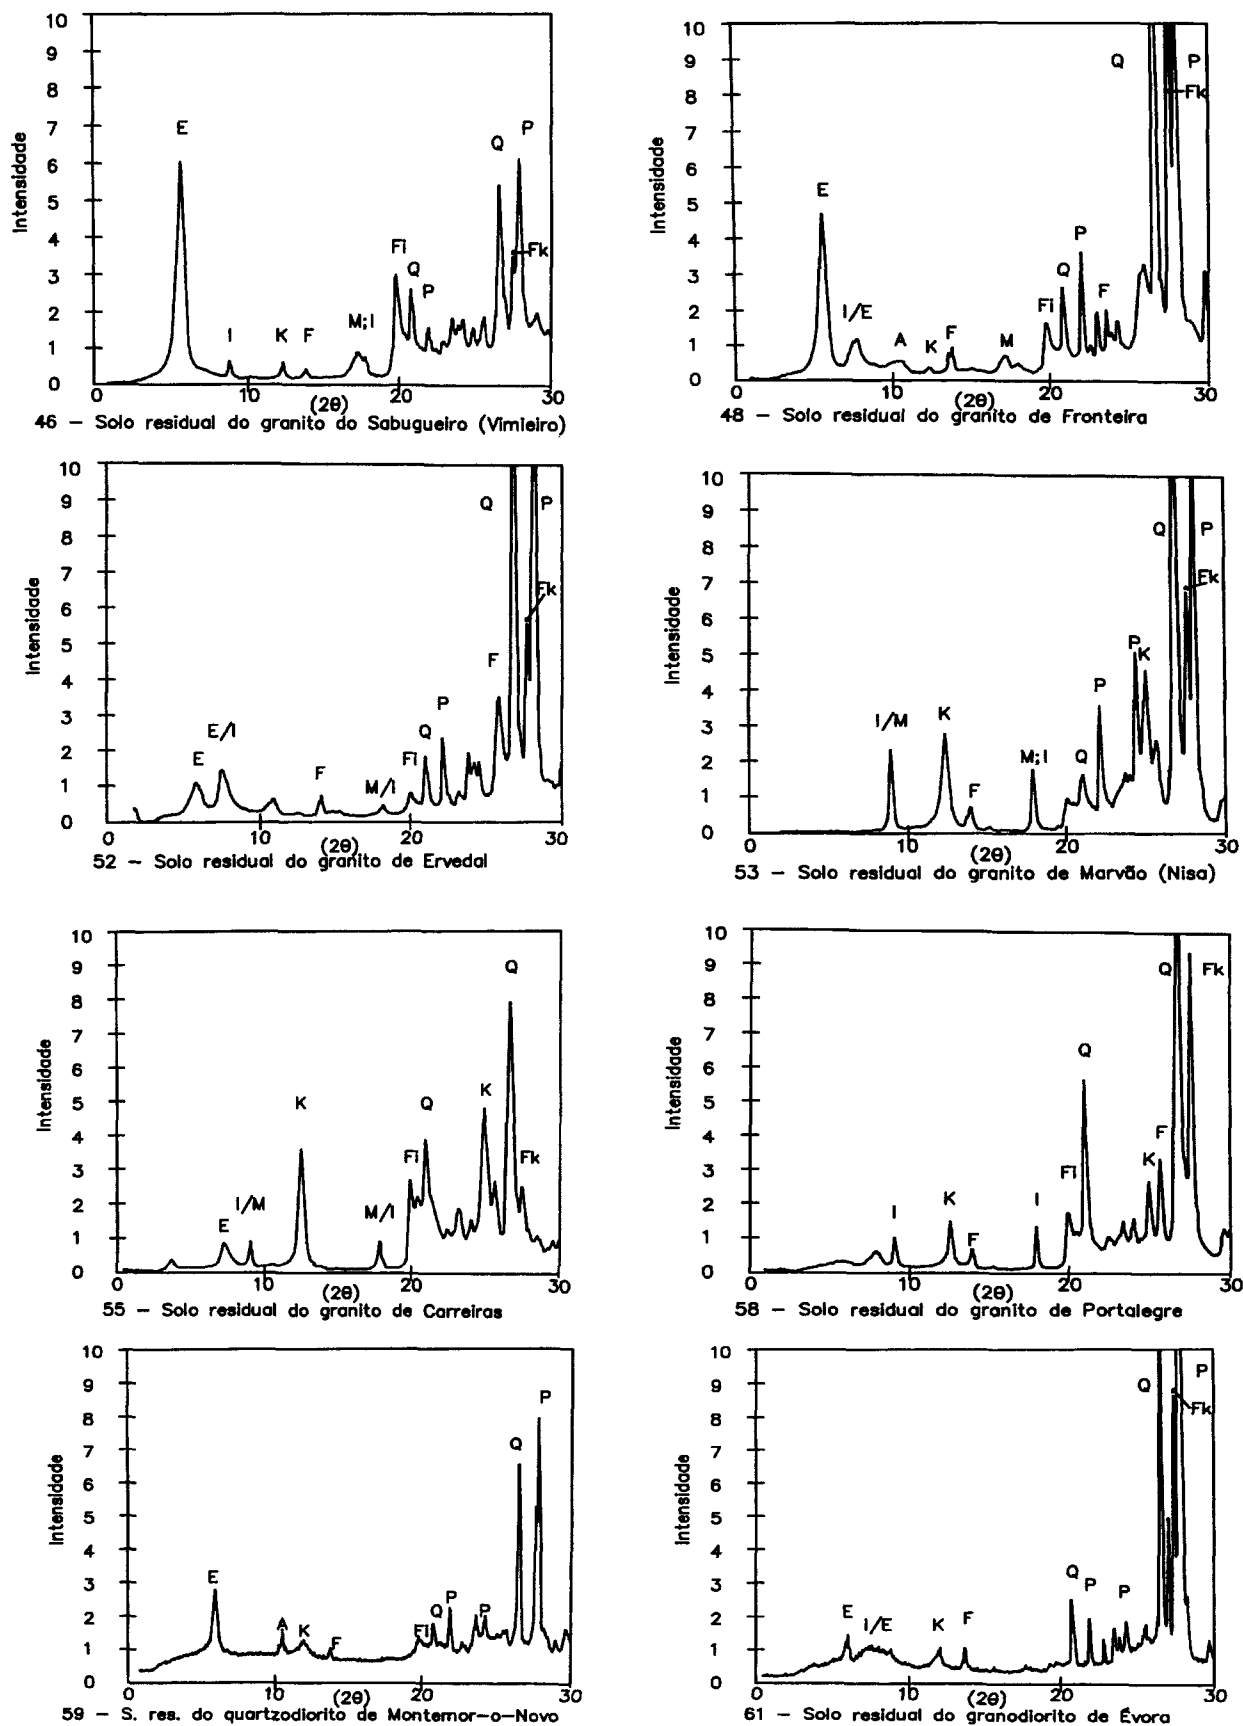 10
9
8
7
6
5
4
3
2
1
0
Intensidade
E
I
K
F
M;I
Fi
Q
P
Q
P
Fk
10
20
30
(2θ)
46 – Solo residual do granito do Sabugueiro (Vimieiro)
10
9
8
7
6
5
4
3
2
1
0
Intensidade
E
I/E
A
K
F
M
Fi
Q
P
F
Q
P
Fk
0
10
20
30
(2θ)
48 – Solo residual do granito de Fronteira
10
9
8
7
6
5
4
3
2
1
0
Intensidade
E
E/I
F
M/I
Fi
Q
P
F
Q
P
Fk
0
10
20
30
(2θ)
52 – Solo residual do granito de Ervedal
10
9
8
7
6
5
4
3
2
1
0
Intensidade
I/M
K
F
M;I
Q
P
P
K
Q
P
Fk
0
10
20
30
(2θ)
53 – Solo residual do granito de Marvão (Nisa)
10
9
8
7
6
5
4
3
2
1
0
Intensidade
E
I/M
K
M/I
Fi
Q
K
Q
Fk
0
10
20
30
(2θ)
55 – Solo residual do granito de Carreiras
10
9
8
7
6
5
4
3
2
1
0
Intensidade
I
K
F
I
Fi
Q
K
F
Q
Fk
0
10
20
30
(2θ)
58 – Solo residual do granito de Portalegre
10
9
8
7
6
5
4
3
2
1
0
Intensidade
E
A
K
F
Fi
Q
P
P
Q
P
0
10
20
30
(2θ)
59 – S. res. do quartzodiorito de Montemor-o-Novo
10
9
8
7
6
5
4
3
2
1
0
Intensidade
E
I/E
K
F
Q
P
P
Q
P
Fk
0
10
20
30
(2θ)
61 – Solo residual do granodiorito de Évora